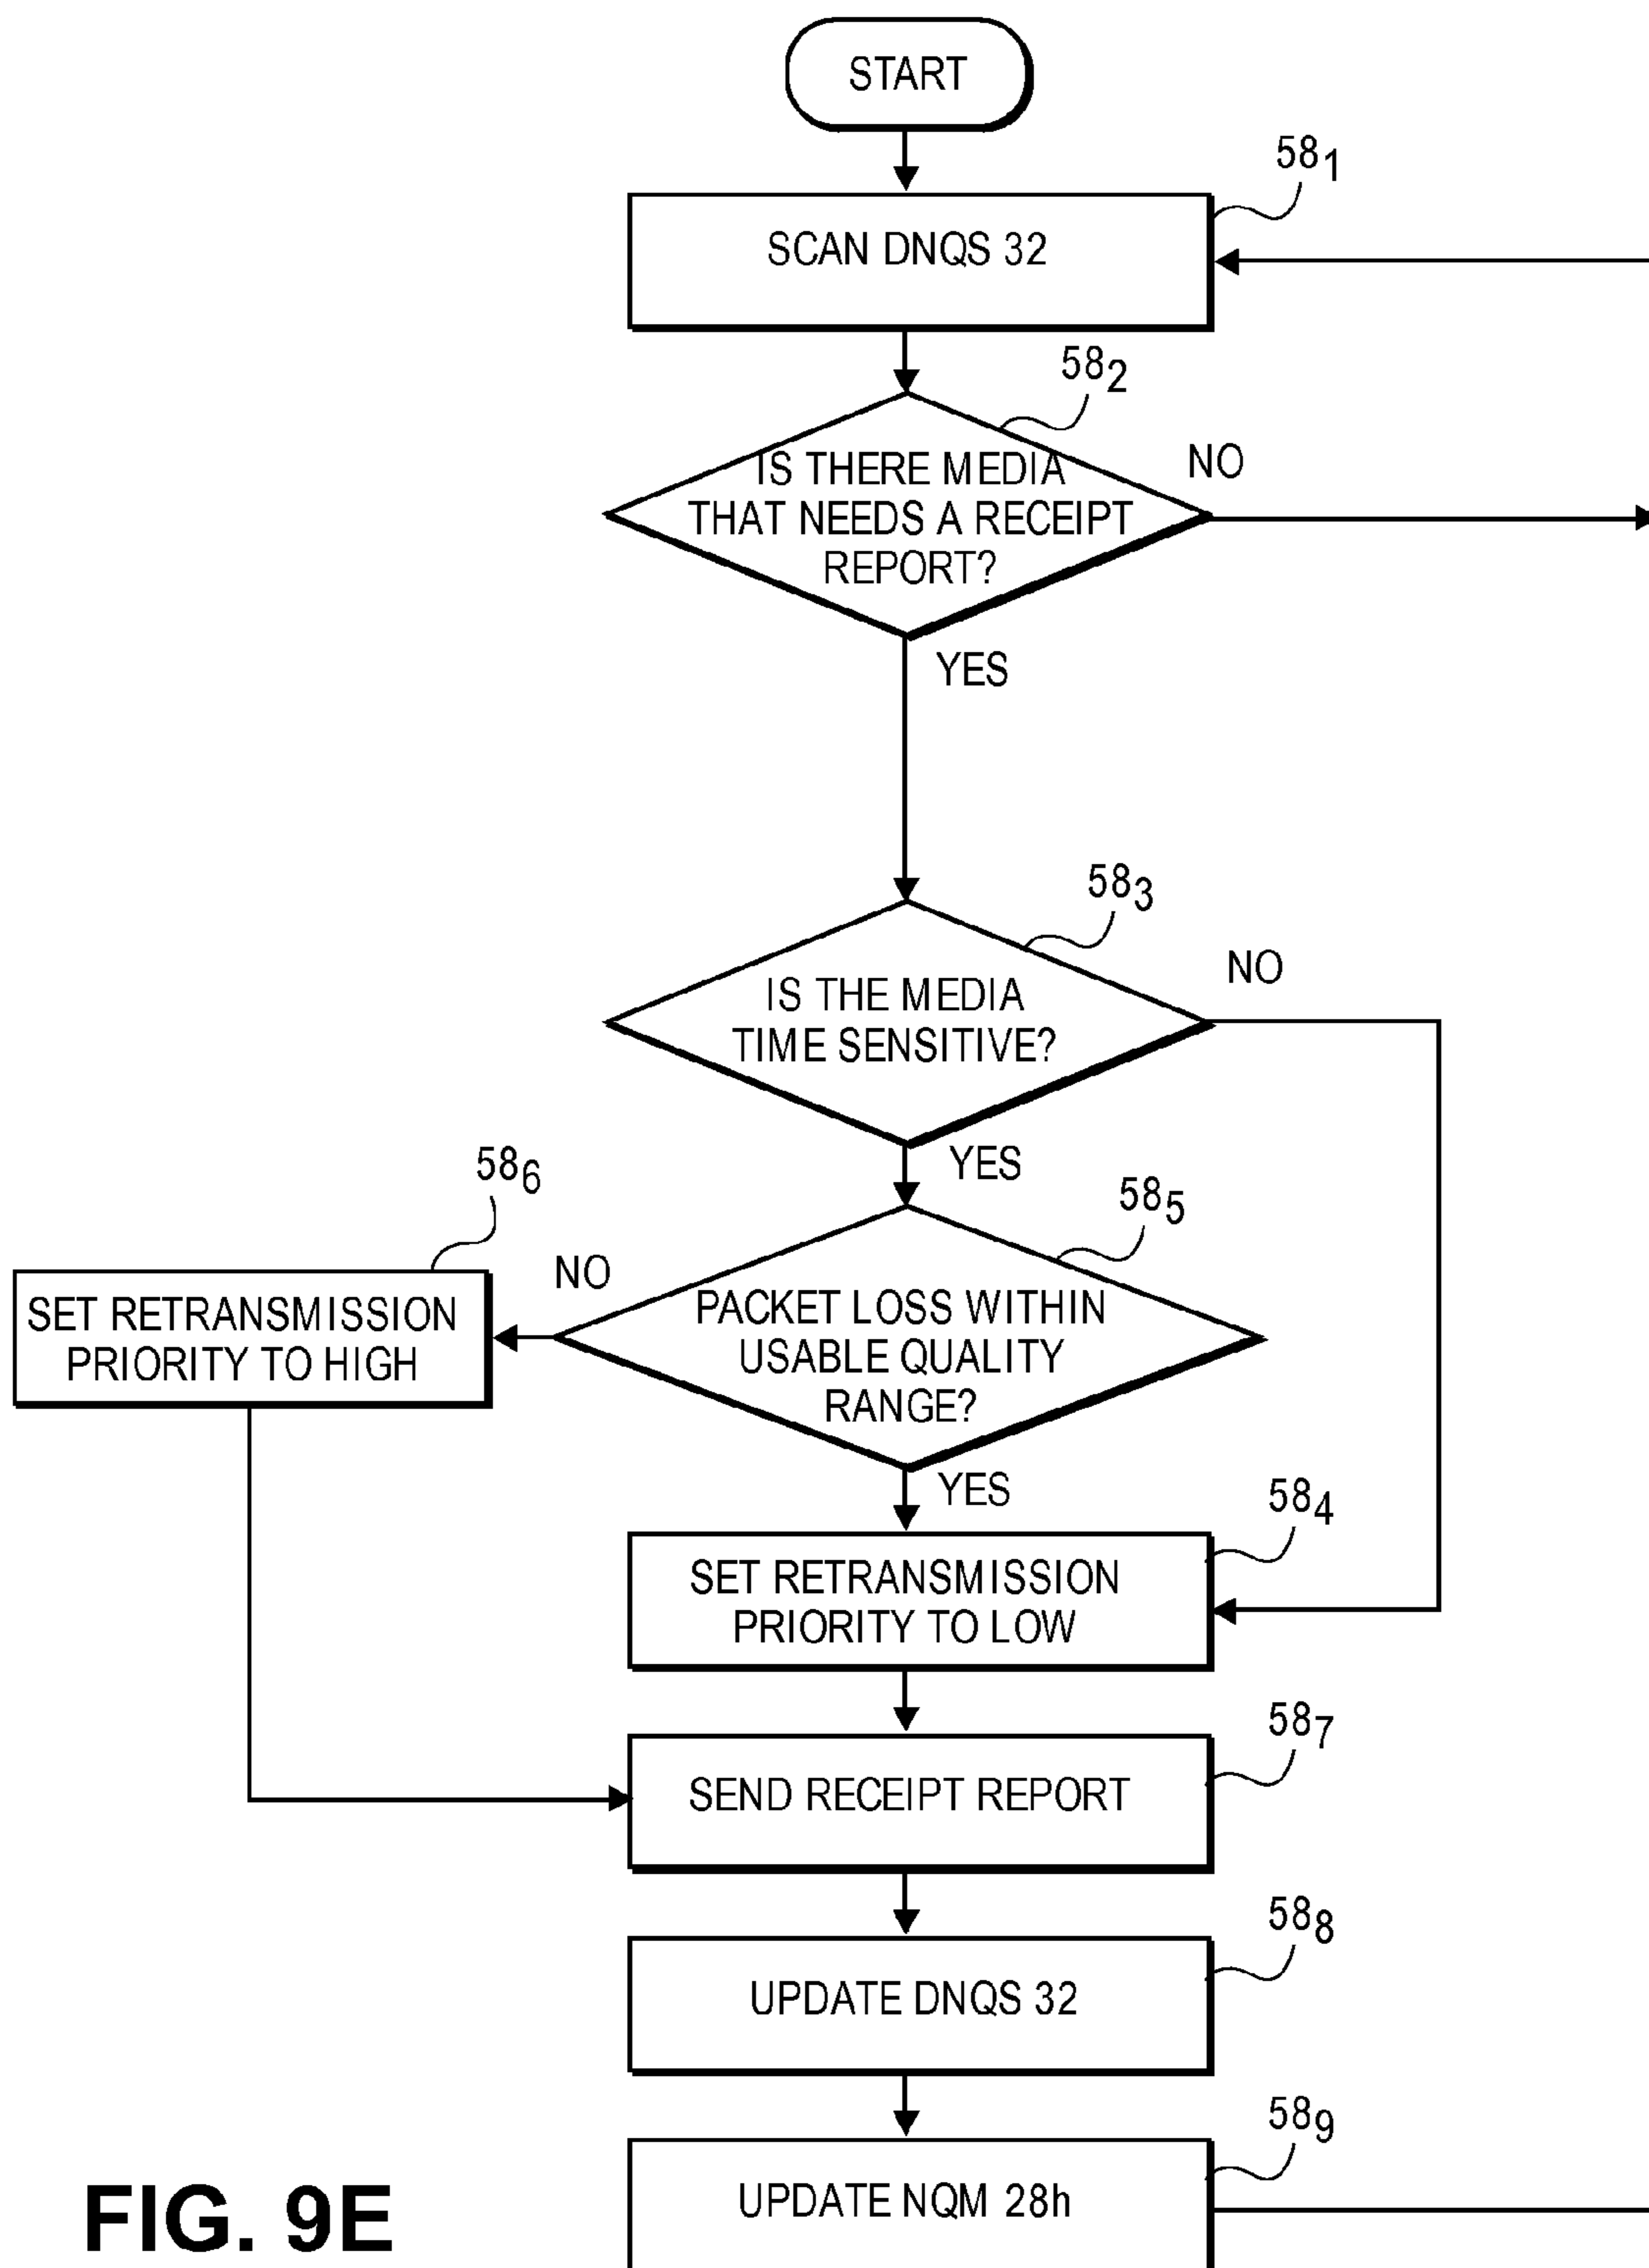 START
58₁
SCAN DNQS 32
58₂
IS THERE MEDIA
THAT NEEDS A RECEIPT
REPORT?
NO
YES
58₃
IS THE MEDIA
TIME SENSITIVE?
NO
YES
58₆
SET RETRANSMISSION
PRIORITY TO HIGH
NO
58₅
PACKET LOSS WITHIN
USABLE QUALITY
RANGE?
YES
58₄
SET RETRANSMISSION
PRIORITY TO LOW
58₇
SEND RECEIPT REPORT
58₈
UPDATE DNQS 32
58₉
UPDATE NQM 28h
FIG. 9E